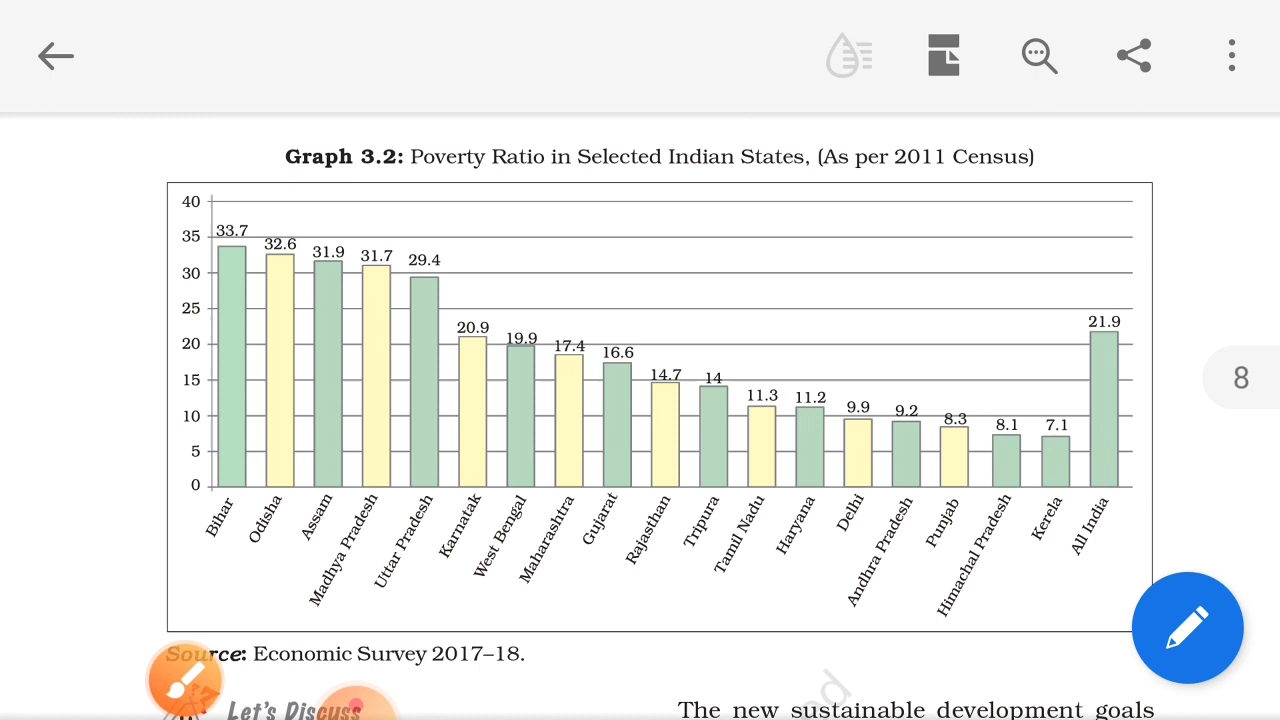 Graph 3.2: Poverty Ratio in Selected Indian States, (As per 2011 Census)
40
35
30
25
20
15
10
5
0
33.7
32.6
31.9
31.7
29.4
20.9
19.9
17.4
16.6
14.7
14
11.3
11.2
9.9
9.2
8.3
8.1
7.1
21.9
Bihar
Odisha
Assam
Madhya Pradesh
Uttar Pradesh
Karnatak
West Bengal
Maharashtra
Gujarat
Rajasthan
Tripura
Tamil Nadu
Haryana
Delhi
Andhra Pradesh
Punjab
Himachal Pradesh
Kerela
All India
8
Source: Economic Survey 2017–18.
Let's Discuss
The new sustainable development goals